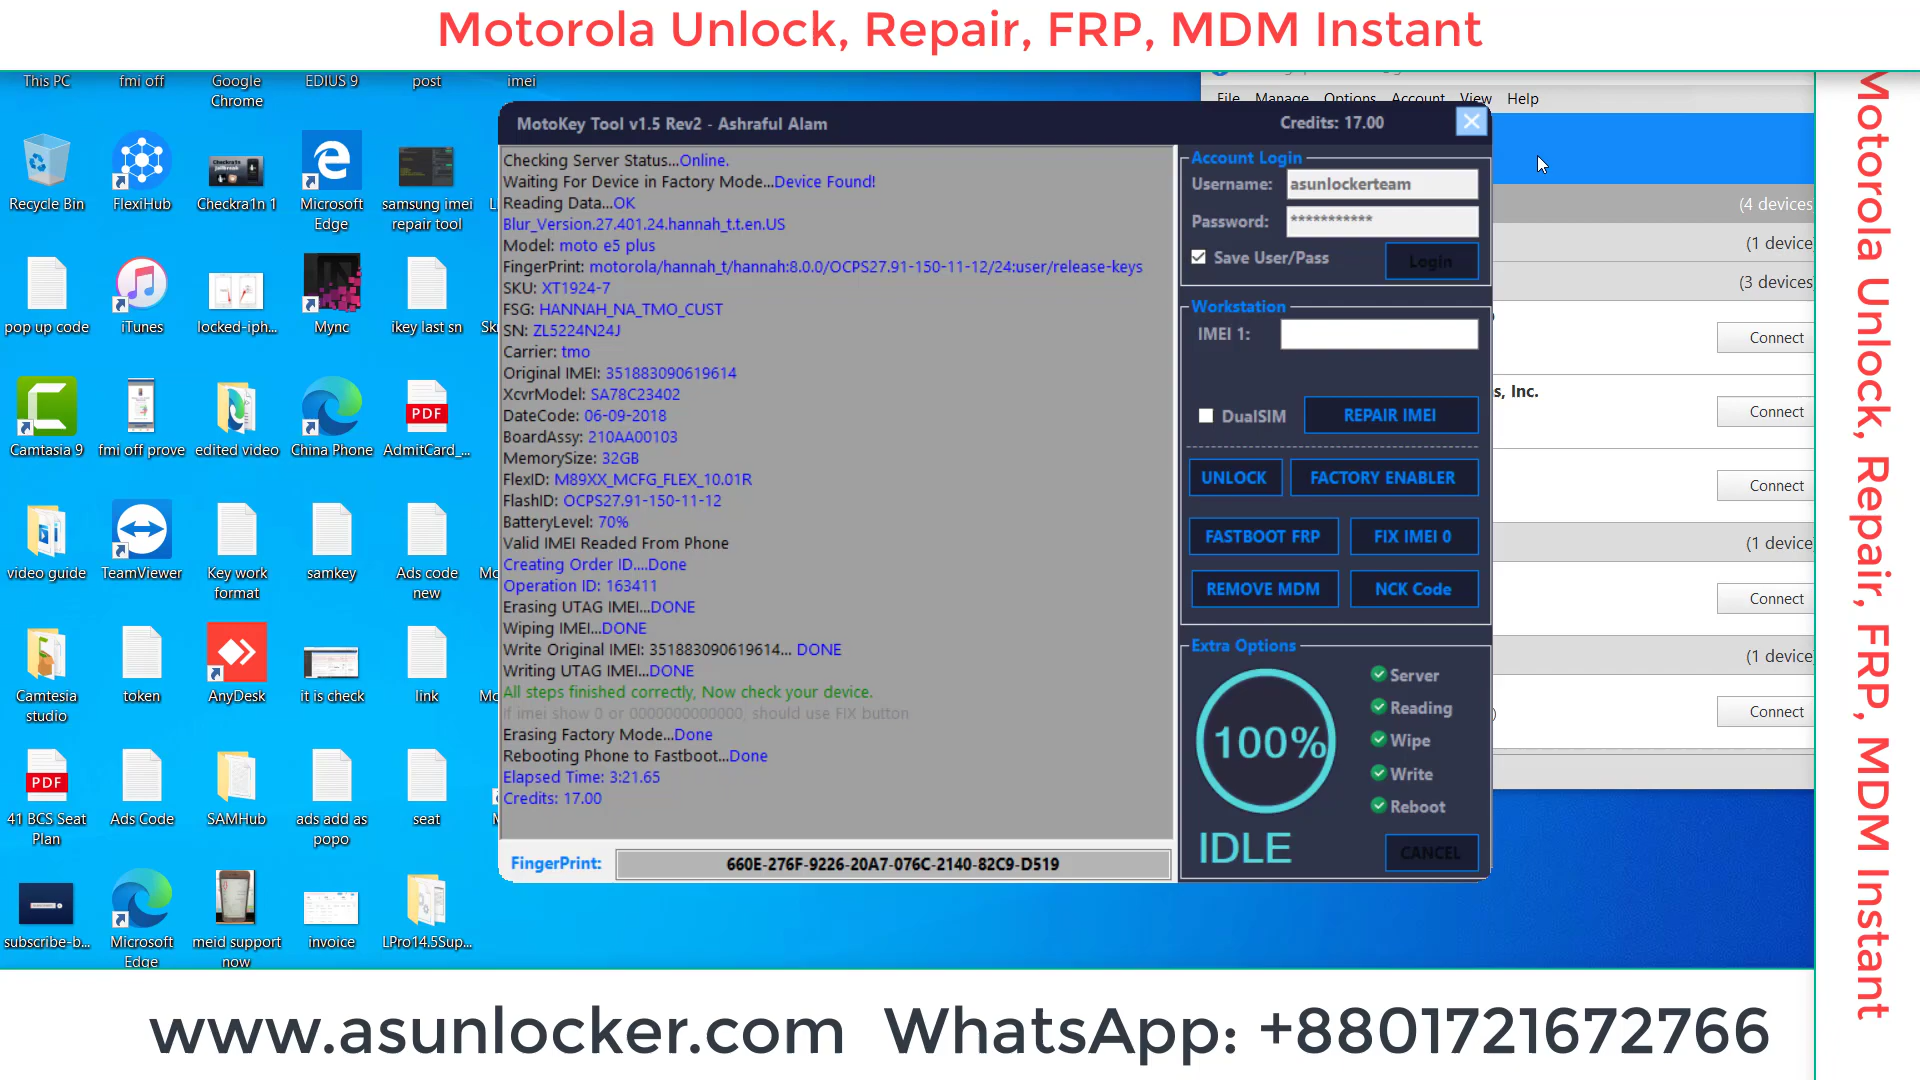 Motorola Unlock, Repair, FRP, MDM Instant
Motorola Unlock, Repair, FRP, MDM Instant
This PC
fmi off
Google Chrome
EDIUS 9
post
imei
Recycle Bin
FlexiHub
Checkra1n 1
Microsoft Edge
samsung imei repair tool
pop up code
iTunes
locked-iph...
Mync
ikey last sn
Camtasia 9
fmi off prove
edited video
China Phone
PDF
AdmitCard_...
video guide
TeamViewer
Key work format
samkey
Ads code new
Camtesia studio
token
AnyDesk
it is check
link
PDF
41 BCS Seat Plan
Ads Code
SAMHub
ads add as popo
seat
subscribe-b...
Microsoft Edge
meid support now
invoice
LPro14.5Sup...
MotoKey Tool v1.5 Rev2 - Ashraful Alam
Credits: 17.00
Checking Server Status...Online.
Waiting For Device in Factory Mode...Device Found!
Reading Data...OK
Blur_Version.27.401.24.hannah_t.t.en.US
Model: moto e5 plus
FingerPrint: motorola/hannah_t/hannah:8.0.0/OCPS27.91-150-11-12/24:user/release-keys
SKU: XT1924-7
FSG: HANNAH_NA_TMO_CUST
SN: ZL5224N24J
Carrier: tmo
Original IMEI: 351883090619614
XcvrModel: SA78C23402
DateCode: 06-09-2018
BoardAssy: 210AA00103
MemorySize: 32GB
FlexID: M89XX_MCFG_FLEX_10.01R
FlashID: OCPS27.91-150-11-12
BatteryLevel: 70%
Valid IMEI Readed From Phone
Creating Order ID....Done
Operation ID: 163411
Erasing UTAG IMEI...DONE
Wiping IMEI...DONE
Write Original IMEI: 351883090619614... DONE
Writing UTAG IMEI...DONE
All steps finished correctly, Now check your device.
if imei show 0 or 0000000000000, should use FIX button
Erasing Factory Mode...Done
Rebooting Phone to Fastboot...Done
Elapsed Time: 3:21.65
Credits: 17.00
FingerPrint:
660E-276F-9226-20A7-076C-2140-82C9-D519
Account Login
Username: asunlockerteam
Password: ***********
Save User/Pass
Login
Workstation
IMEI 1:
DualSIM
REPAIR IMEI
UNLOCK
FACTORY ENABLER
FASTBOOT FRP
FIX IMEI 0
REMOVE MDM
NCK Code
Extra Options
100%
IDLE
Server
Reading
Wipe
Write
Reboot
CANCEL
File Manage Options Account View Help
(4 devices
(1 device
(3 devices
Connect
s, Inc.
Connect
Connect
(1 device
Connect
(1 device
Connect
www.asunlocker.com WhatsApp: +8801721672766